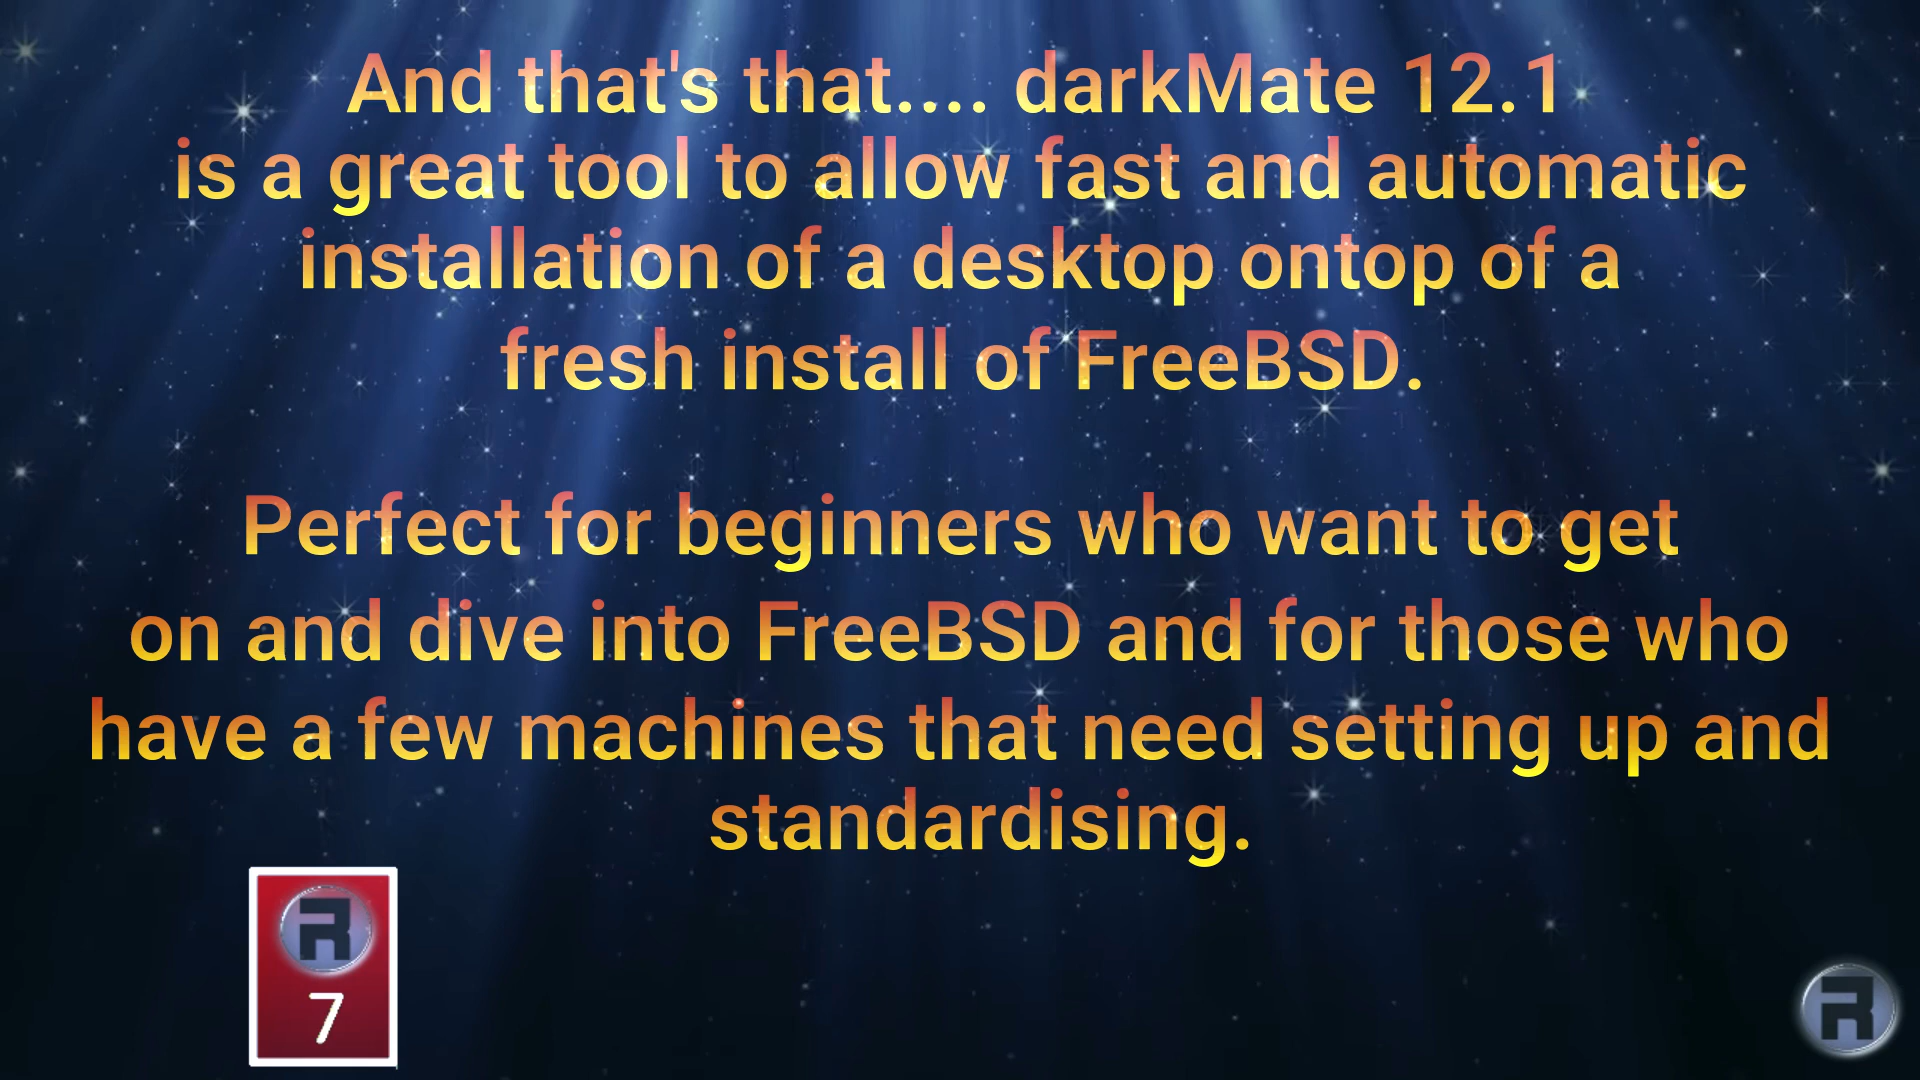 And that's that.... darkMate 12.1
is a great tool to allow fast and automatic
installation of a desktop ontop of a
fresh install of FreeBSD.
Perfect for beginners who want to get
on and dive into FreeBSD and for those who
have a few machines that need setting up and
standardising.
R
7
R